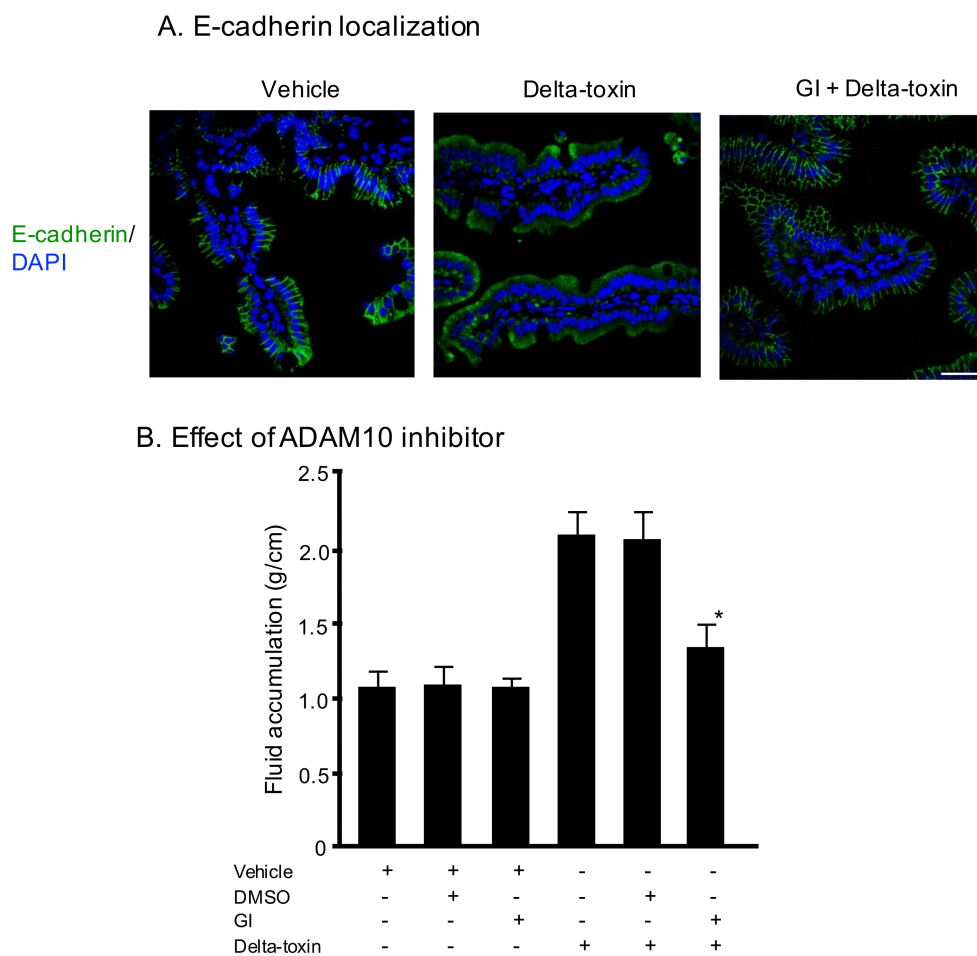 A. E-cadherin localization
Vehicle Delta-toxin GI + Delta-toxin
E-cadherin/
DAPI
B. Effect of ADAM10 inhibitor
Fluid accumulation (g/cm)
2.5
2.0
1.5
1.0
0.5
0
*
Vehicle + + + - - -
DMSO - + - - + -
GI - - + - - +
Delta-toxin - - - + + +